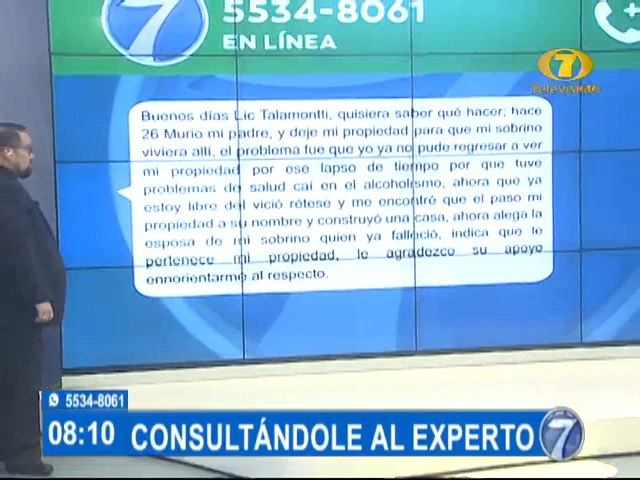 5534-8061
EN LÍNEA
7
7
Televisiete
Buenos días Lic Talamontti, quisiera saber qué hacer; hace
26 Murio mi padre, y deje mi propiedad para que mi sobrino
viviera allí, el problema fue que yo ya no pude regresar a ver
mi propiedad por ese lapso de tiempo por que tuve
problemas de salud caí en el alcoholismo, ahora que ya
estoy libre del vició rétese y me encontré que el paso mi
propiedad a su nombre y construyó una casa, ahora alega la
esposa de mi sobrino quien ya falleció, indica que le
pertenece mi propiedad, le agradezco su apoyo
ennorientarme al respecto.
5534-8061
08:10 CONSULTÁNDOLE AL EXPERTO 7